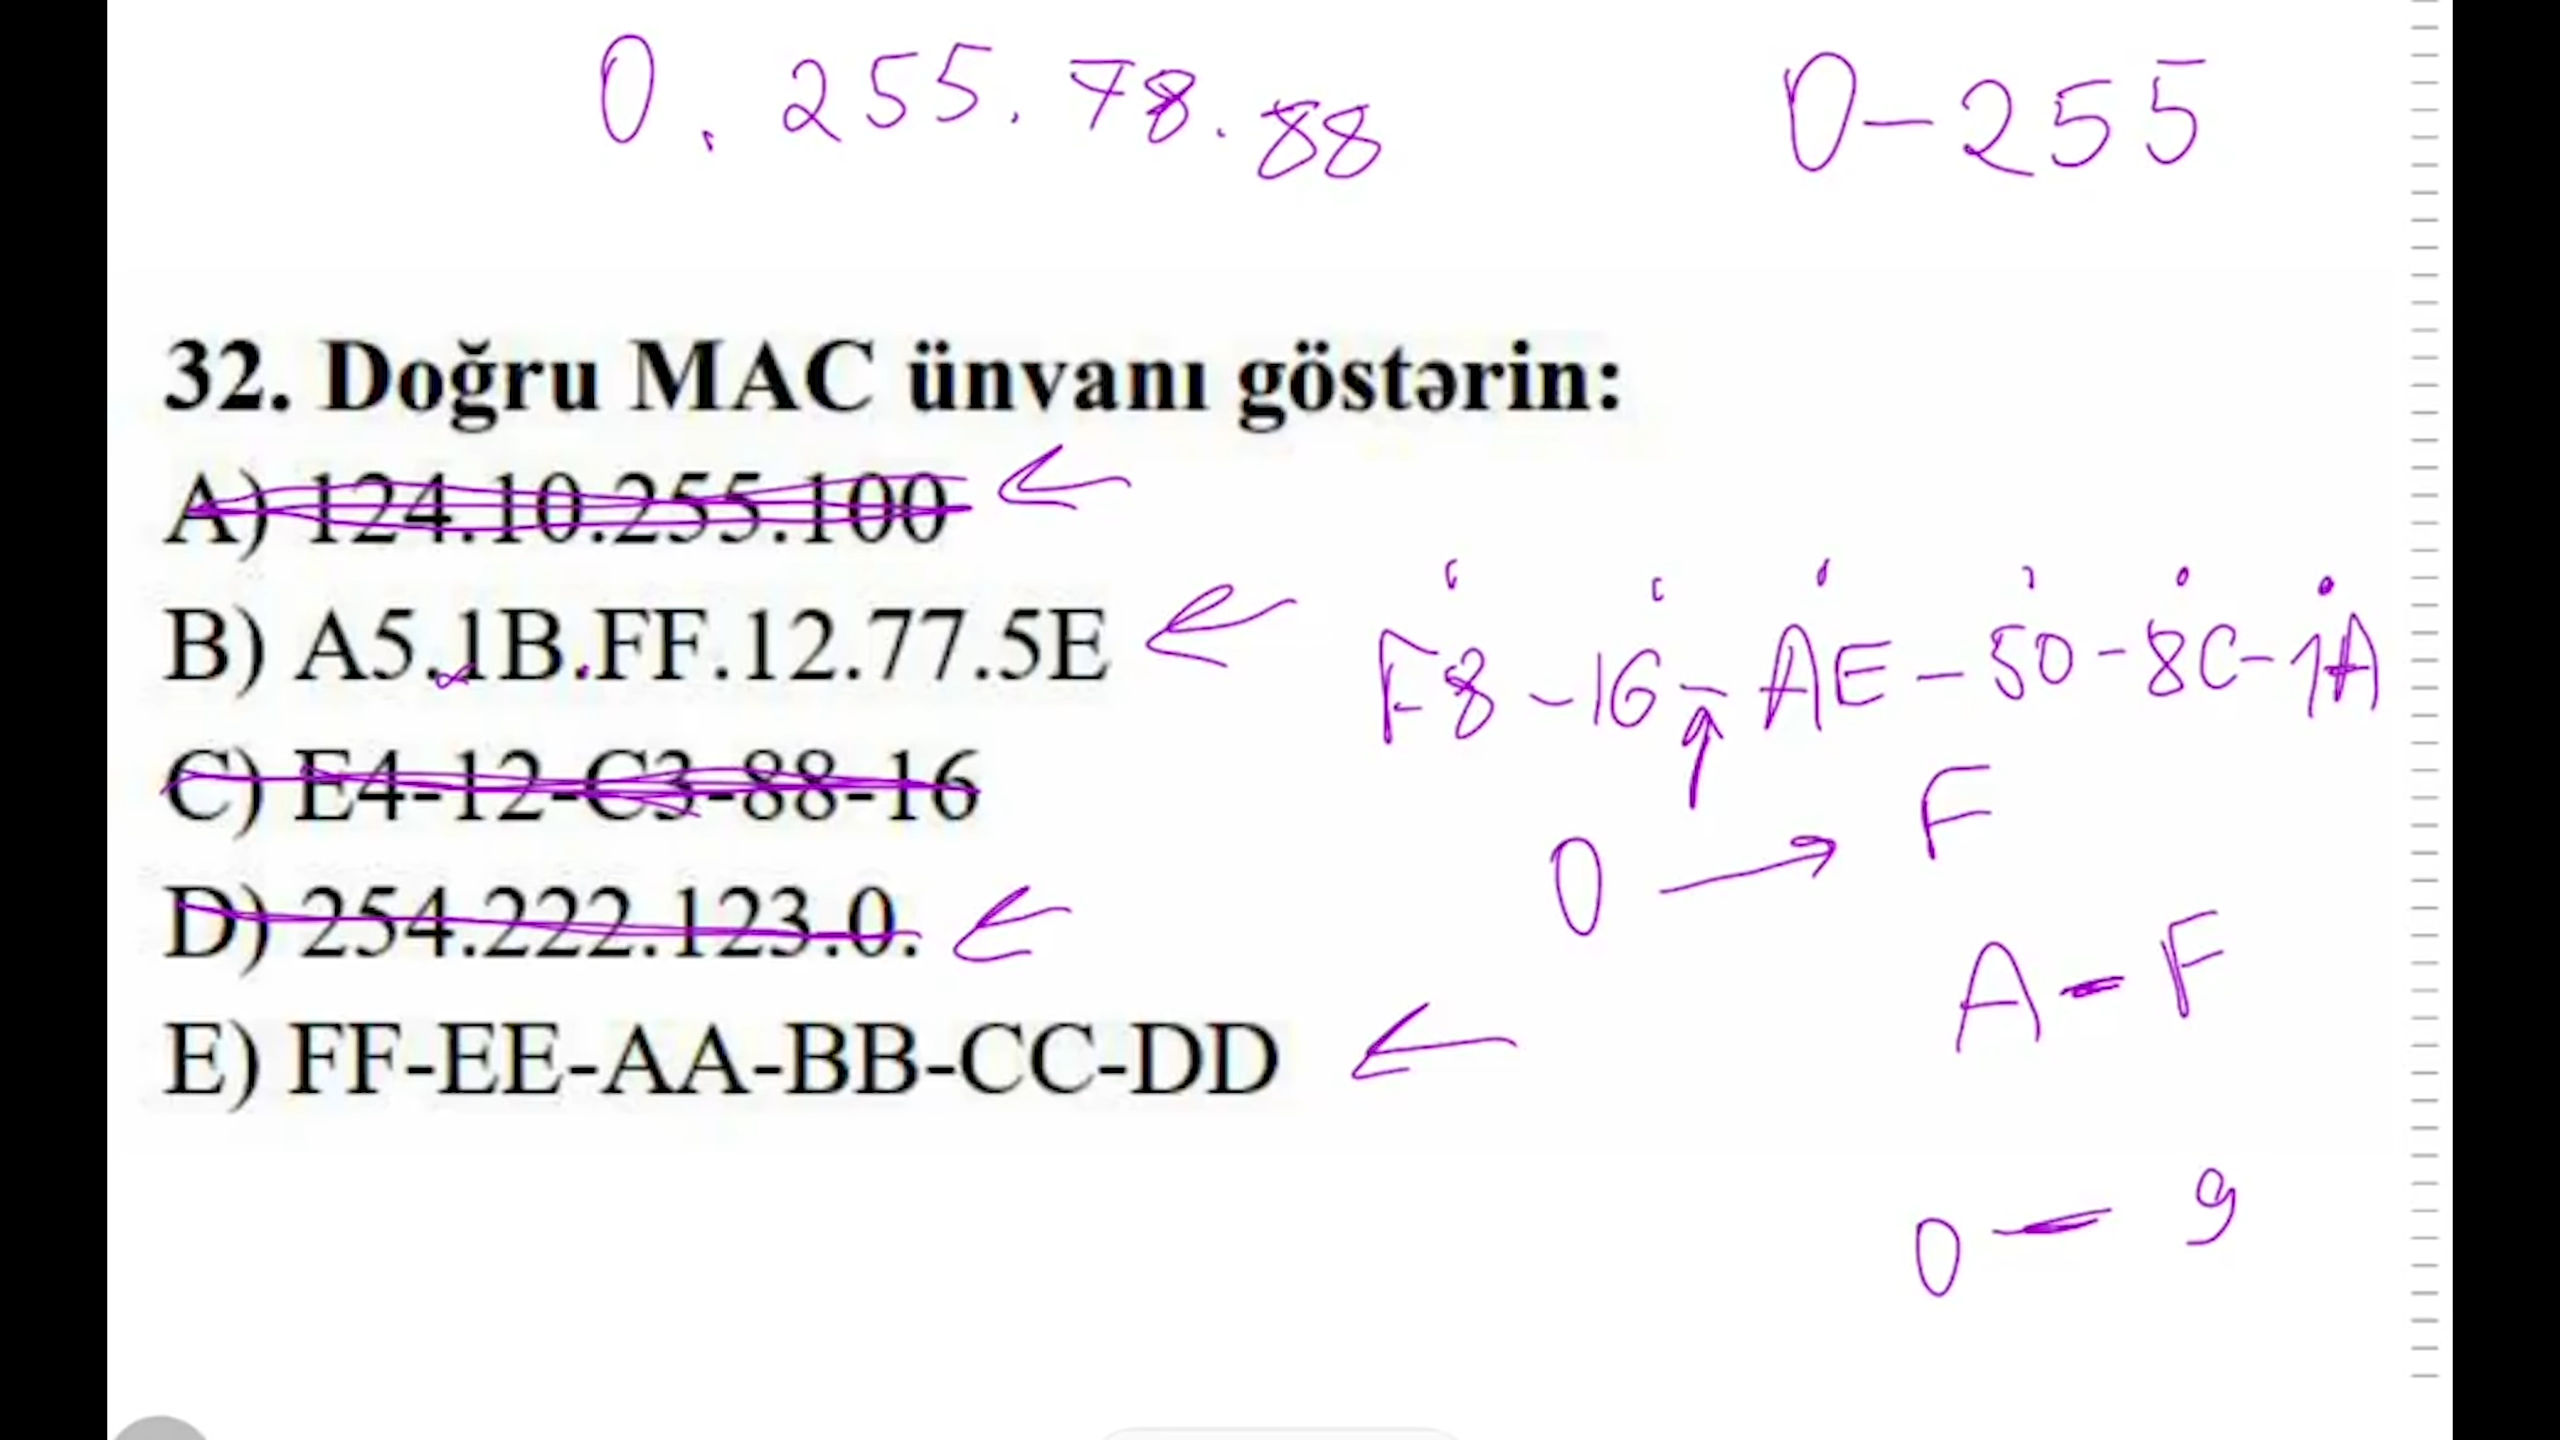 0.255.78.88
0-255
32. Doğru MAC ünvanı göstərin:
A) 124.10.255.100
B) A5.1B.FF.12.77.5E
F8-16-AE-50-8C-1A
C) E4-12-C3-88-16
0 → F
D) 254.222.123.0.
A-F
E) FF-EE-AA-BB-CC-DD
0-9